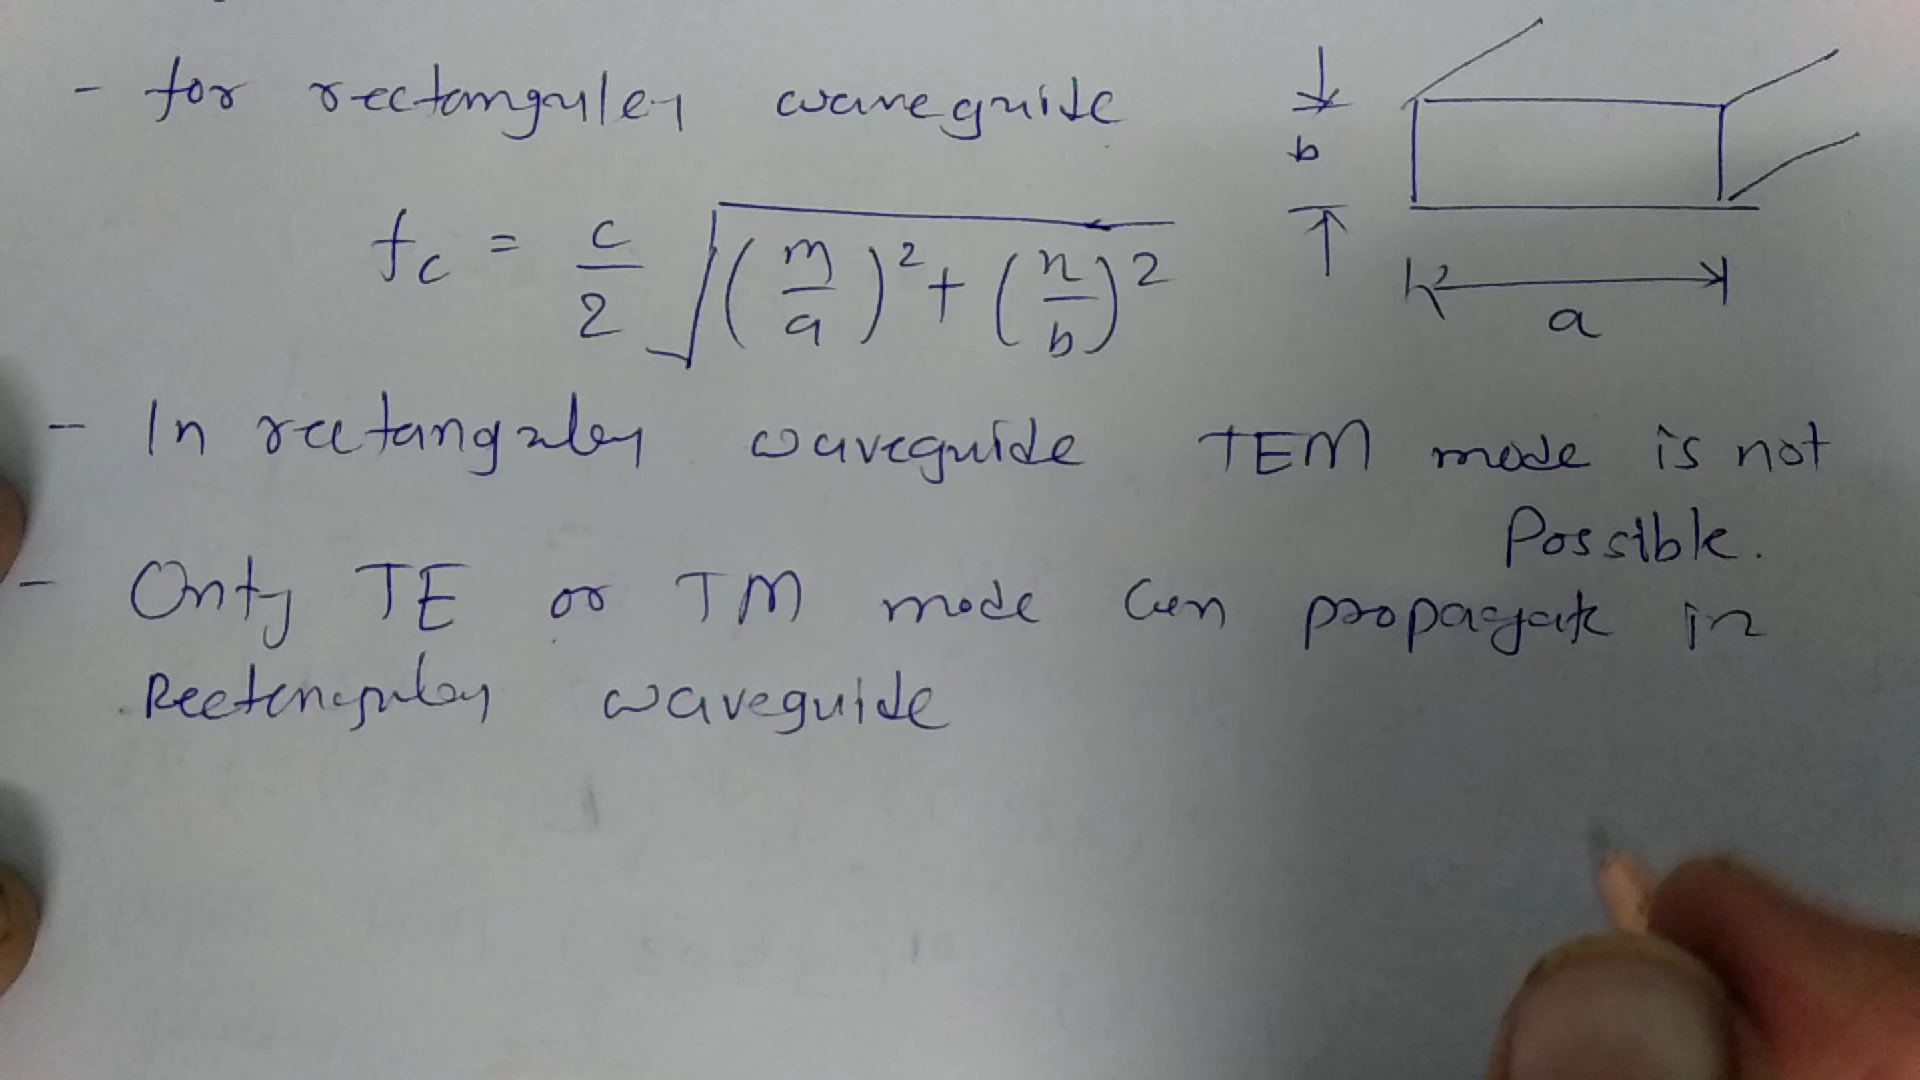 - for rectangular waveguide
b
fc = c/2 √((m/a)² + (n/b)²)
a
- In rectangular waveguide TEM mode is not
Possible.
- Only TE or TM mode can propagate in
Rectangular waveguide